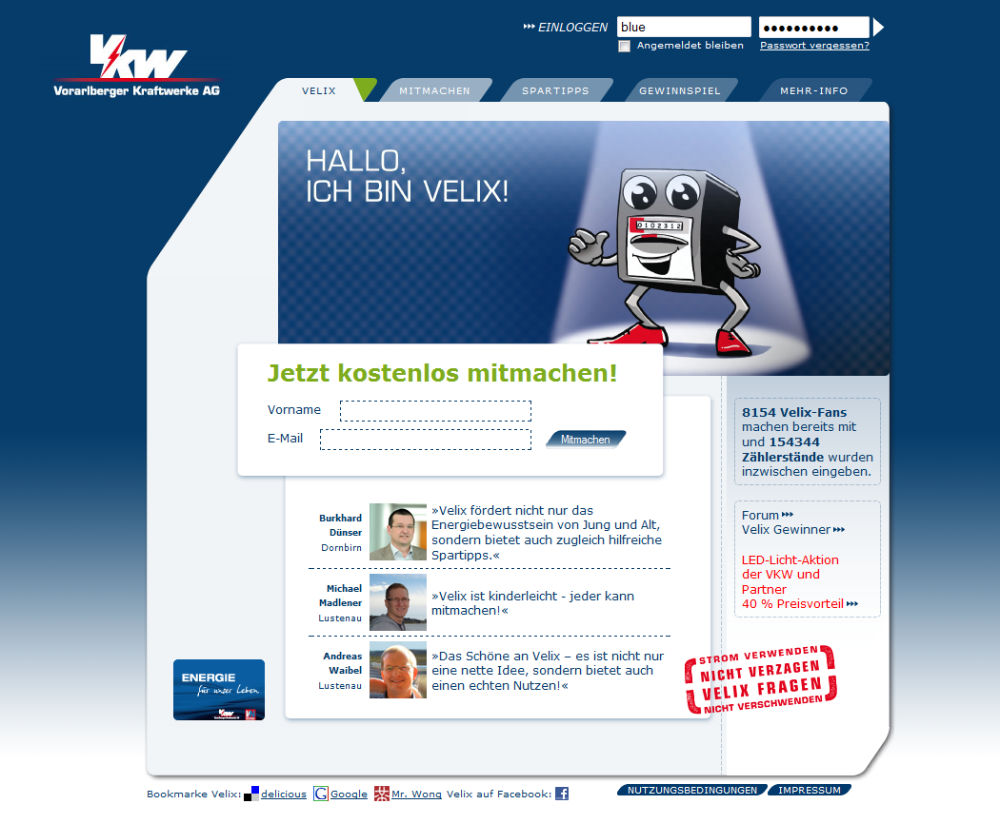 VKW
Vorarlberger Kraftwerke AG
EINLOGGEN
blue
••••••••••
Angemeldet bleiben
Passwort vergessen?
VELIX
MITMACHEN
SPARTIPPS
GEWINNSPIEL
MEHR-INFO
HALLO,
ICH BIN VELIX!
0102312
Jetzt kostenlos mitmachen!
Vorname
E-Mail
Mitmachen
8154 Velix-Fans
machen bereits mit
und 154344
Zählerstände wurden
inzwischen eingeben.
Forum
Velix Gewinner
LED-Licht-Aktion
der VKW und
Partner
40 % Preisvorteil
Burkhard
Dünser
Dornbirn
»Velix fördert nicht nur das
Energiebewusstsein von Jung und Alt,
sondern bietet auch zugleich hilfreiche
Spartipps.«
Michael
Madlener
Lustenau
»Velix ist kinderleicht - jeder kann
mitmachen!«
Andreas
Waibel
Lustenau
»Das Schöne an Velix – es ist nicht nur
eine nette Idee, sondern bietet auch
einen echten Nutzen!«
STROM VERWENDEN
NICHT VERZAGEN
VELIX FRAGEN
NICHT VERSCHWENDEN
ENERGIE
für unser Leben
VKW
Bookmarke Velix: delicious Google Mr. Wong Velix auf Facebook:
NUTZUNGSBEDINGUNGEN
IMPRESSUM